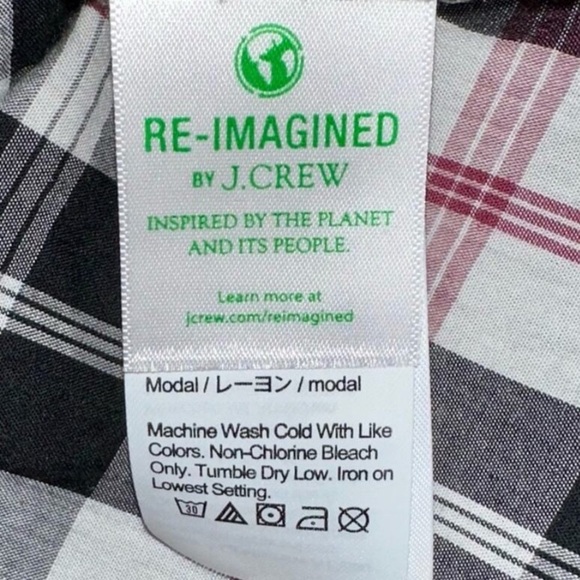 RE-IMAGINED
BY J.CREW
INSPIRED BY THE PLANET
AND ITS PEOPLE.
Learn more at
jcrew.com/reimagined
Modal / レーヨン / modal
Machine Wash Cold With Like
Colors. Non-Chlorine Bleach
Only. Tumble Dry Low. Iron on
Lowest Setting.
30